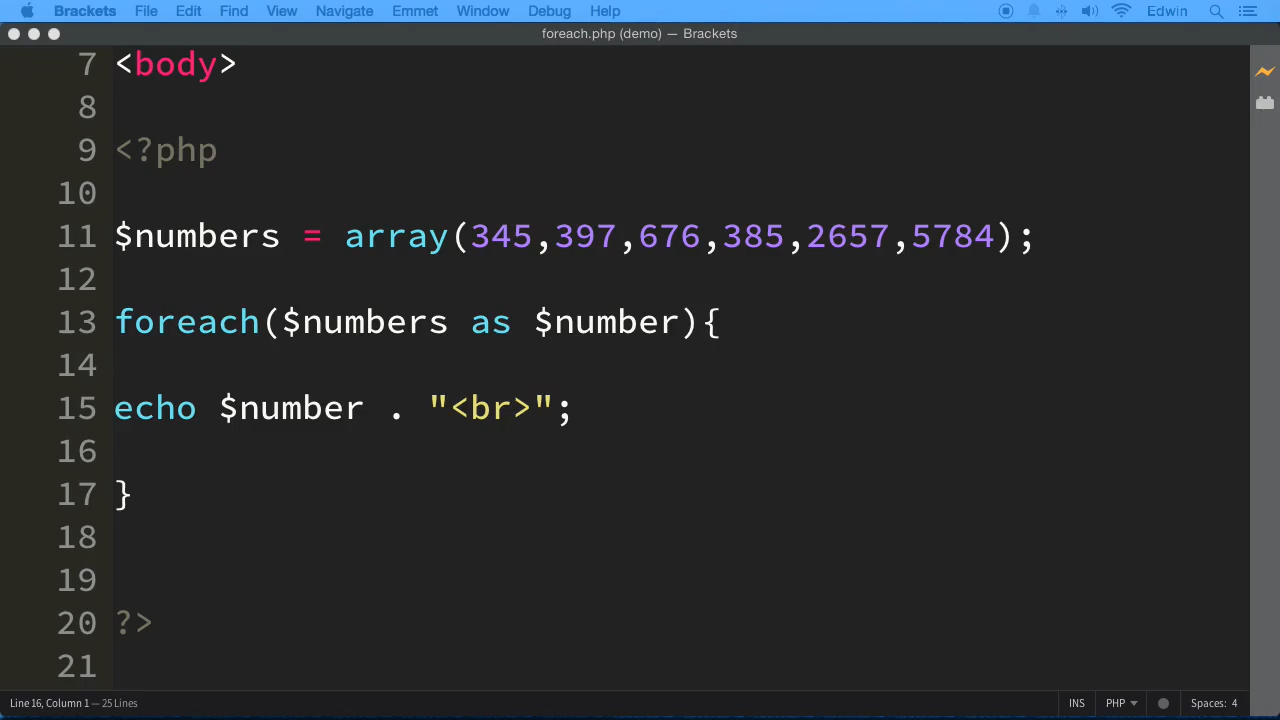 Brackets File Edit Find View Navigate Emmet Window Debug Help Edwin
foreach.php (demo) — Brackets
7 <body>
8
9 <?php
10
11 $numbers = array(345,397,676,385,2657,5784);
12
13 foreach($numbers as $number){
14
15 echo $number . "<br>";
16
17 }
18
19
20 ?>
21
Line 16, Column 1 — 25 Lines INS PHP Spaces: 4